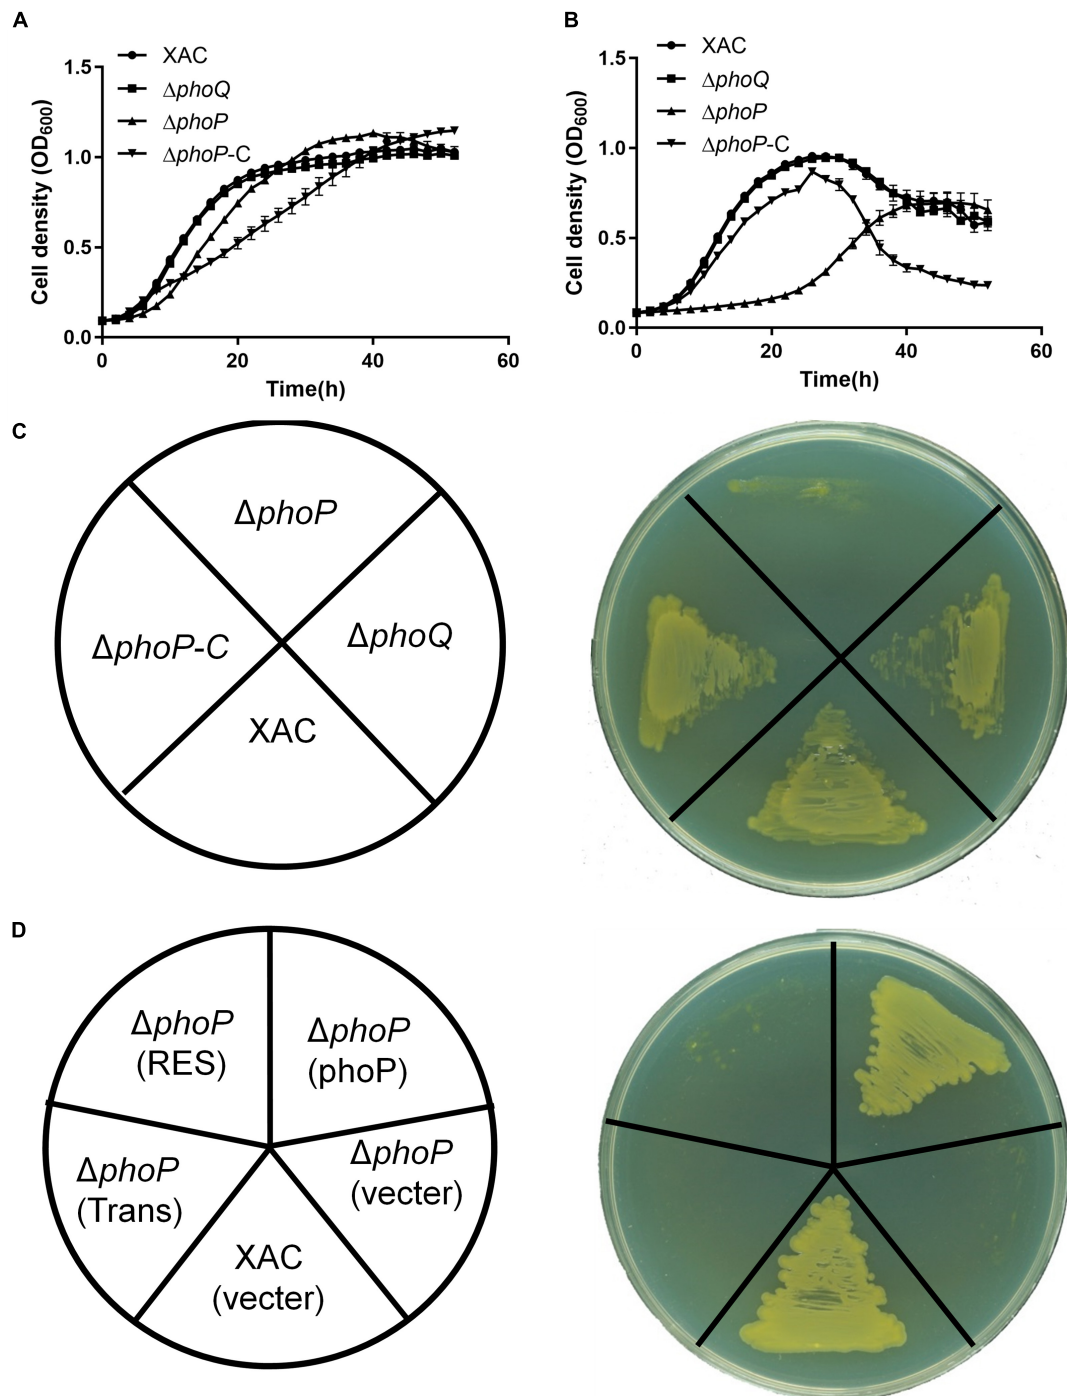 A
XAC
ΔphoQ
ΔphoP
ΔphoP-C
1.5
1.0
0.5
0.0
Cell density (OD600)
0
20
40
60
Time(h)
B
XAC
ΔphoQ
ΔphoP
ΔphoP-C
1.5
1.0
0.5
0.0
Cell density (OD600)
0
20
40
60
Time(h)
C
ΔphoP
ΔphoP-C
ΔphoQ
XAC
D
ΔphoP
(RES)
ΔphoP
(phoP)
ΔphoP
(Trans)
ΔphoP
(vecter)
XAC
(vecter)